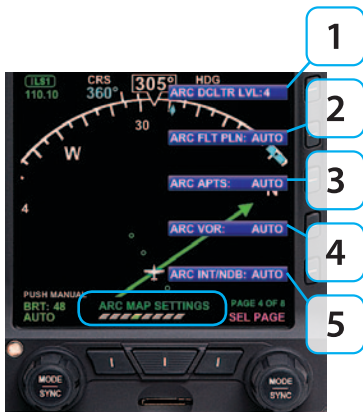 1
ILS1 CRS 305° HDG
110.10 360°
ARC DCLTR LVL:4
2
30
ARC FLT PLN: AUTO
W
3
ARC APTS: AUTO
N
4
4
ARC VOR: AUTO
5
ARC INT/NDB: AUTO
PUSH MANUAL
BRT: 48
AUTO
ARC MAP SETTINGS
PAGE 4 OF 8
SEL PAGE
MODE
SYNC
MODE
SYNC